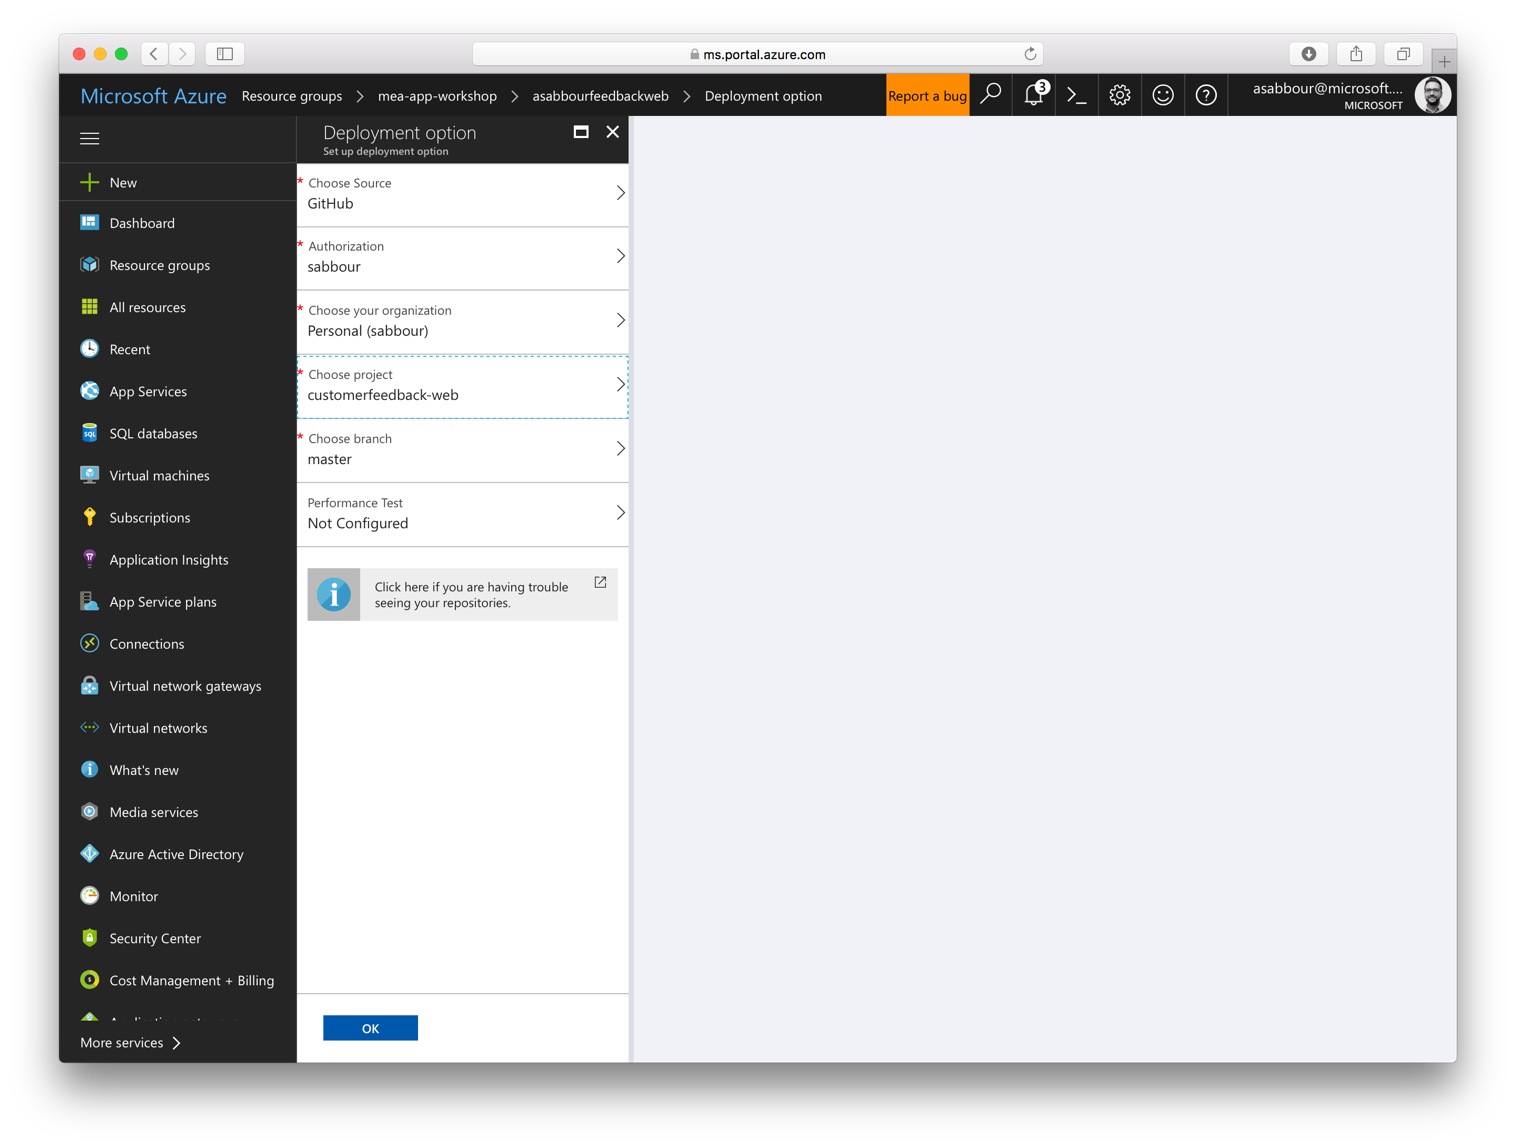 ms.portal.azure.com
Microsoft Azure
Resource groups
mea-app-workshop
asabbourfeedbackweb
Deployment option
Report a bug
3
asabbour@microsoft....
MICROSOFT
New
Dashboard
Resource groups
All resources
Recent
App Services
SQL databases
Virtual machines
Subscriptions
Application Insights
App Service plans
Connections
Virtual network gateways
Virtual networks
What's new
Media services
Azure Active Directory
Monitor
Security Center
Cost Management + Billing
More services
Deployment option
Set up deployment option
* Choose Source
GitHub
* Authorization
sabbour
* Choose your organization
Personal (sabbour)
* Choose project
customerfeedback-web
* Choose branch
master
Performance Test
Not Configured
Click here if you are having trouble
seeing your repositories.
OK